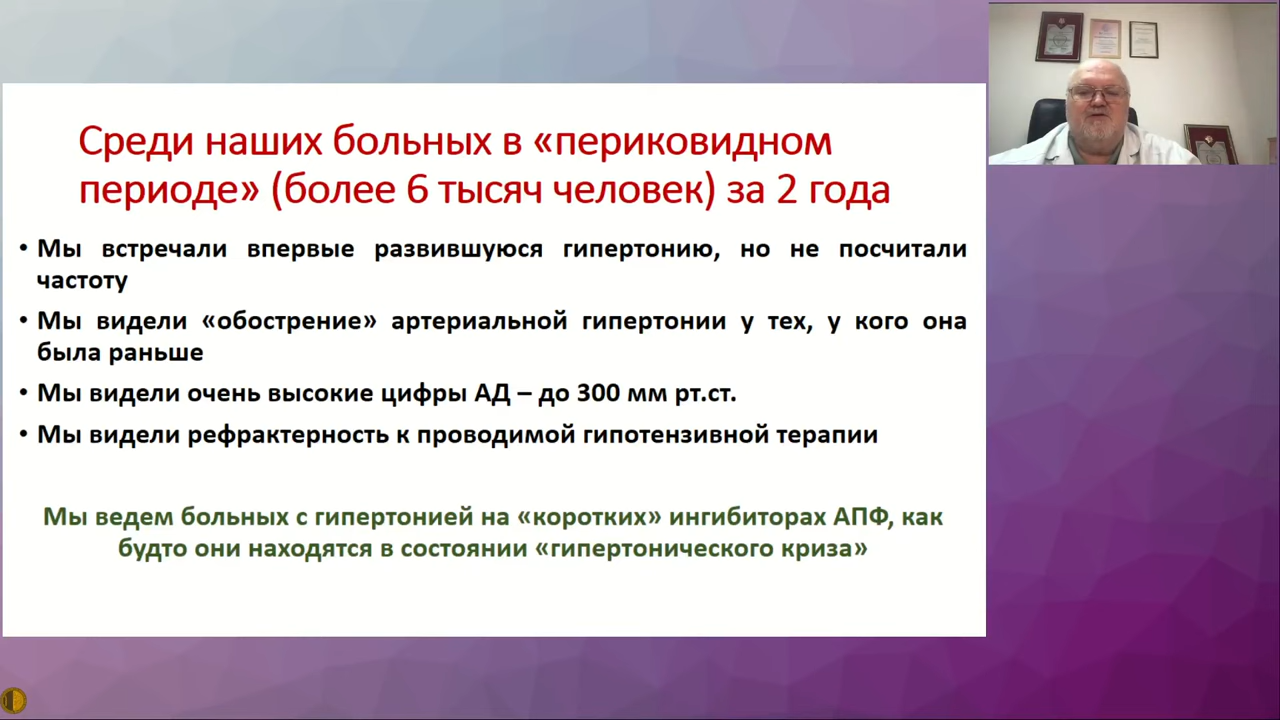 Среди наших больных в «периковидном
периоде» (более 6 тысяч человек) за 2 года
• Мы встречали впервые развившуюся гипертонию, но не посчитали
частоту
• Мы видели «обострение» артериальной гипертонии у тех, у кого она
была раньше
• Мы видели очень высокие цифры АД – до 300 мм рт.ст.
• Мы видели рефрактерность к проводимой гипотензивной терапии
Мы ведем больных с гипертонией на «коротких» ингибиторах АПФ, как
будто они находятся в состоянии «гипертонического криза»